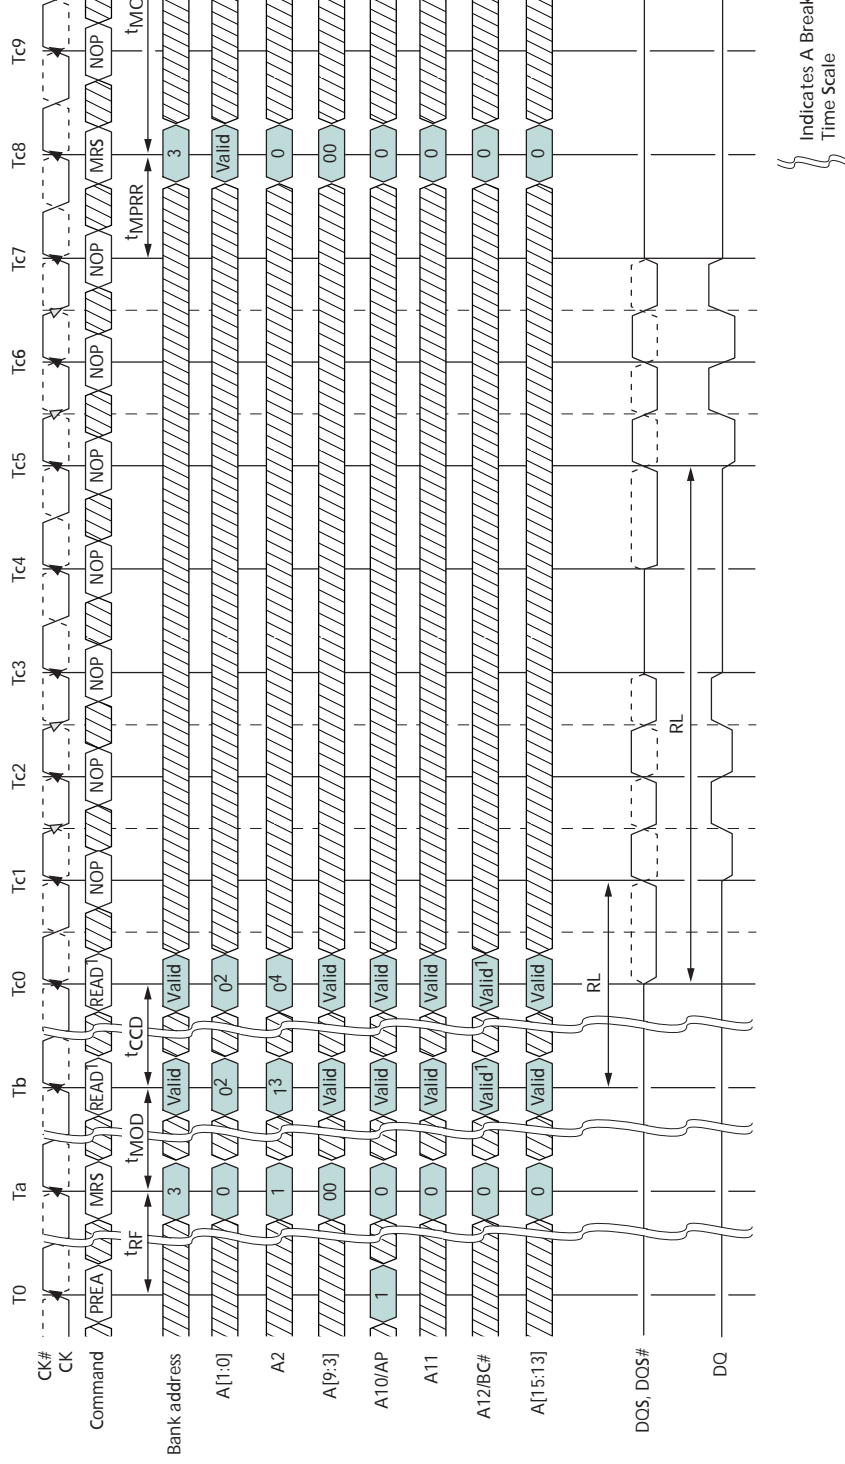 T0 Ta Tb Tc0 Tc1 Tc2 Tc3 Tc4 Tc5 Tc6 Tc7 Tc8 Tc9
CK#
CK
Command PREA MRS READ1 READ1 NOP NOP NOP NOP NOP NOP NOP MRS NOP
tRF tMOD tCCD tMPRR
Bank address 3 Valid Valid 3
A[1:0] 0 0² 0² Valid
A2 1 1³ 0⁴ 0
A[9:3] 00 Valid Valid 00
A10/AP 1 0 Valid Valid 0
A11 0 Valid Valid 0
A12/BC# 0 Valid1 Valid1 0
A[15:13] 0 Valid Valid 0
RL
DQS, DQS#
RL
DQ
Indicates A Break
Time Scale